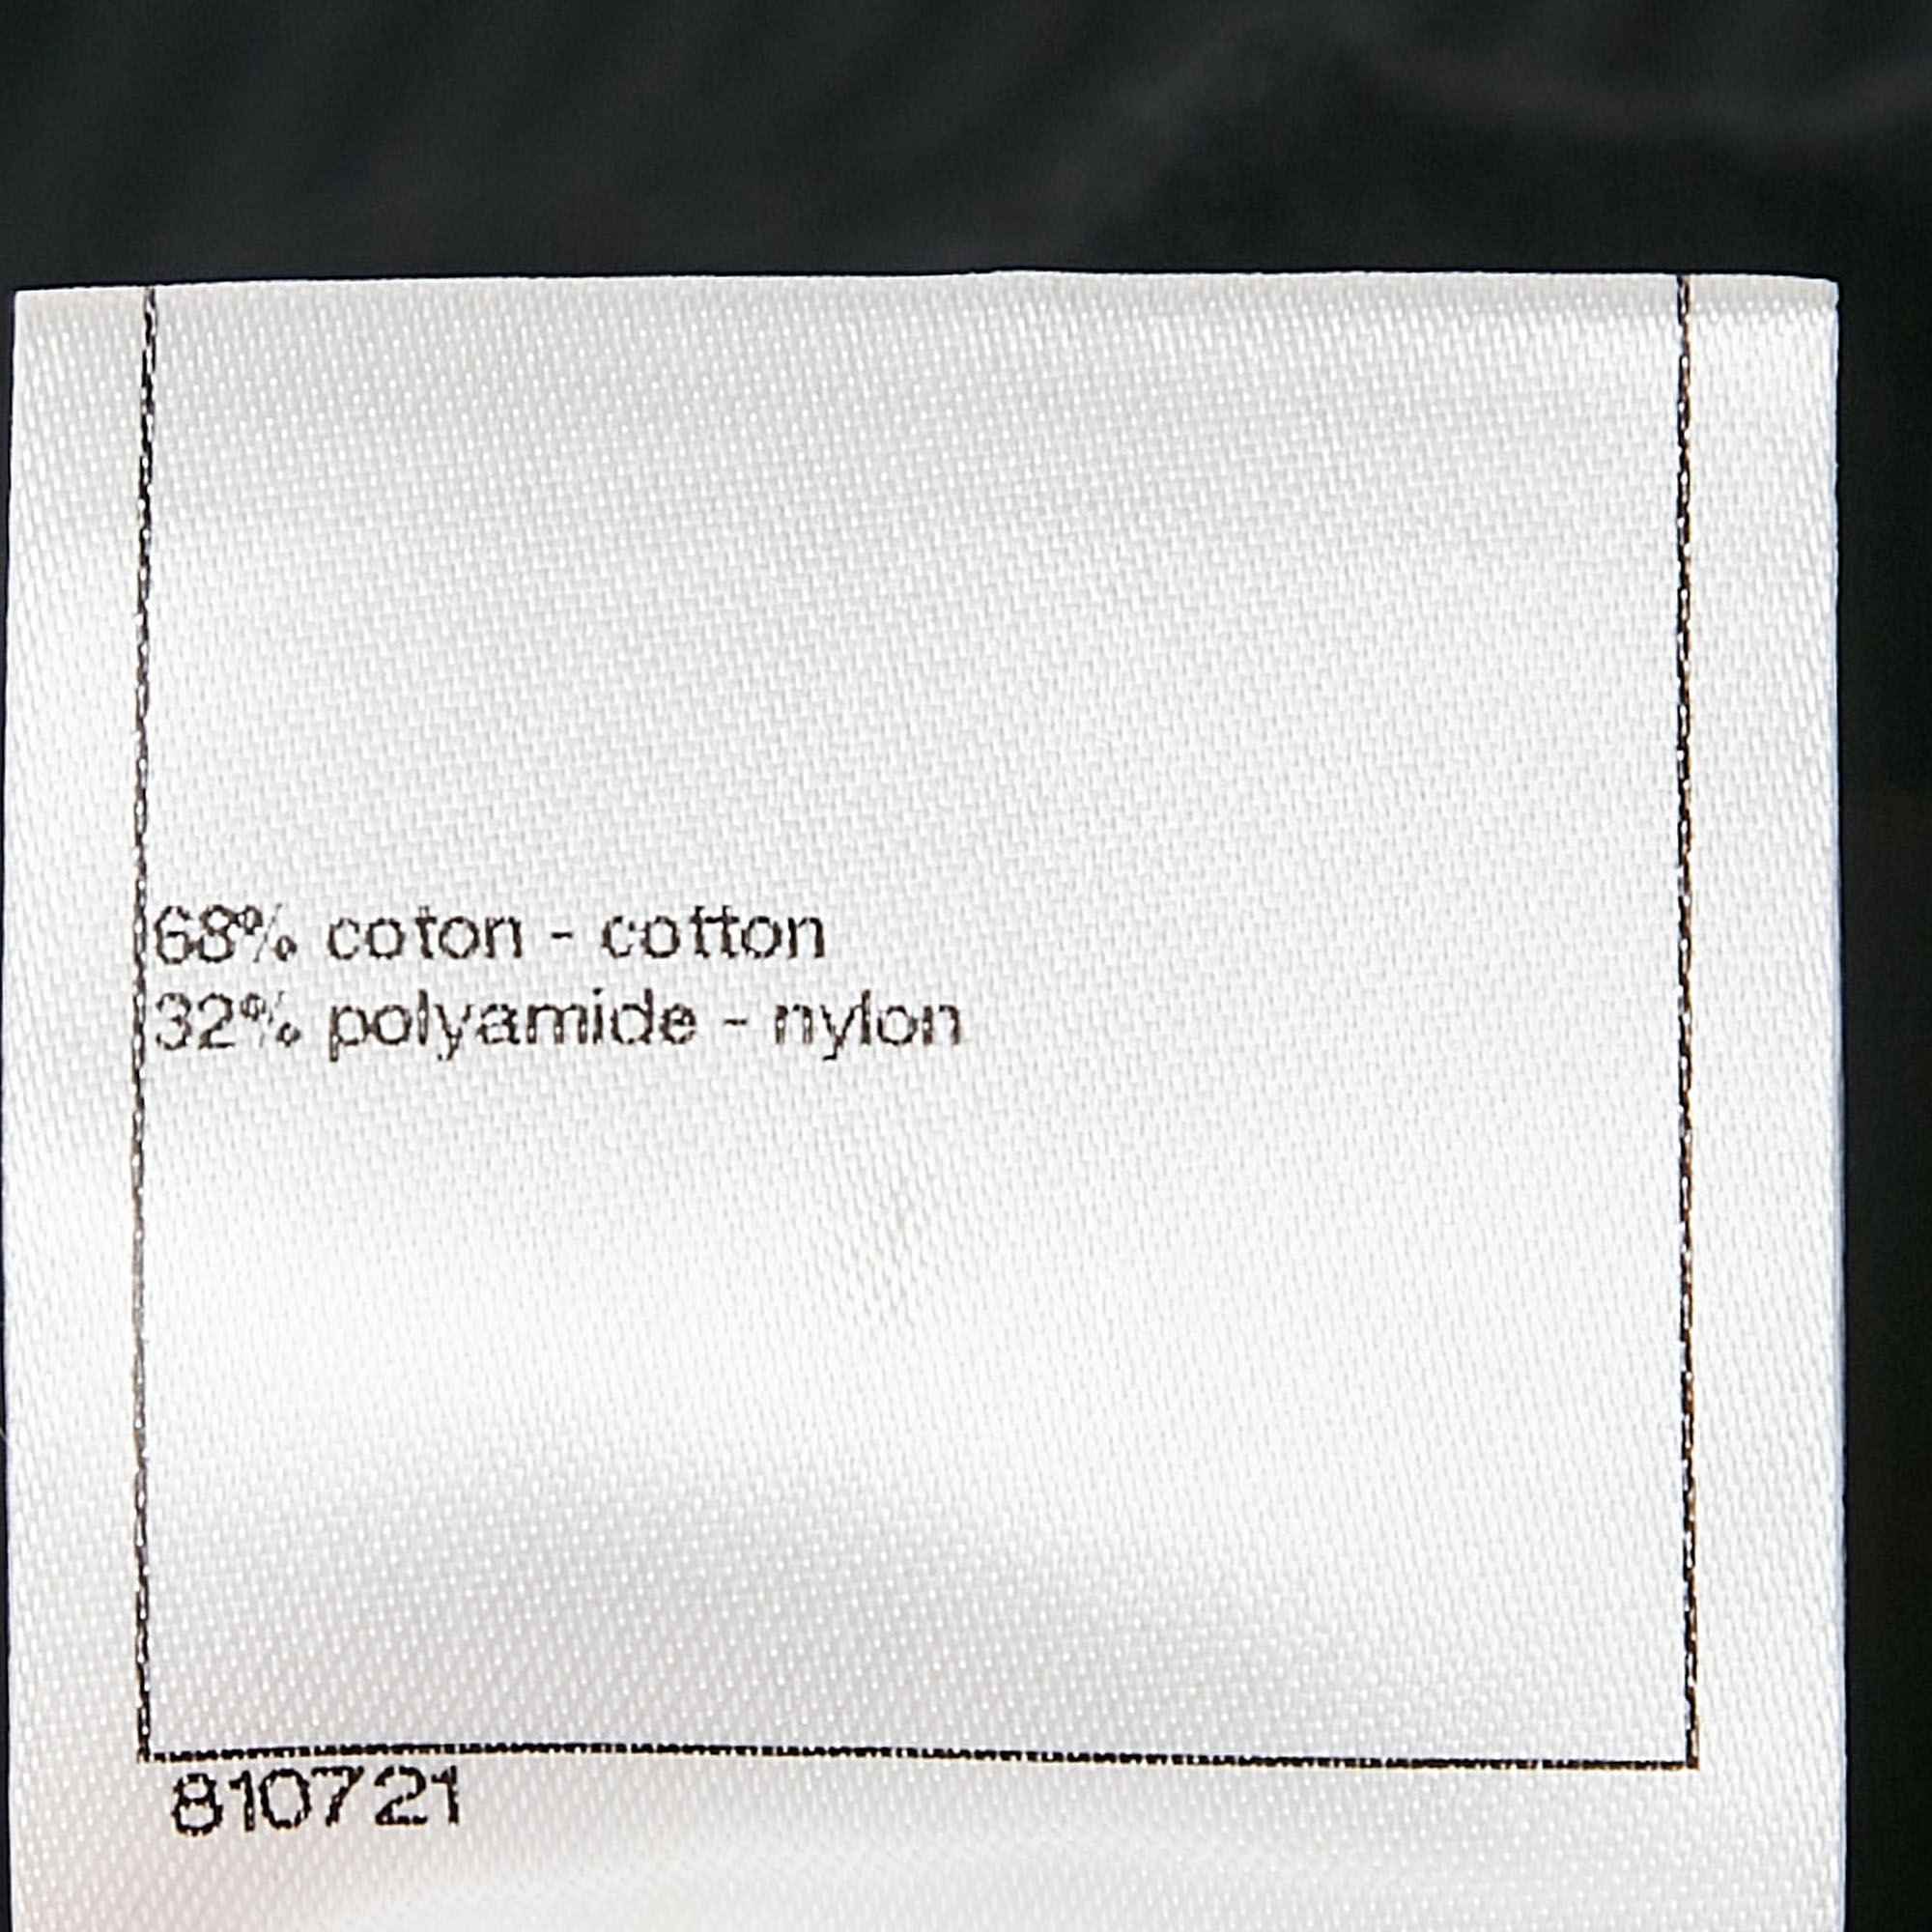 68% coton - cotton
32% polyamide - nylon
810721